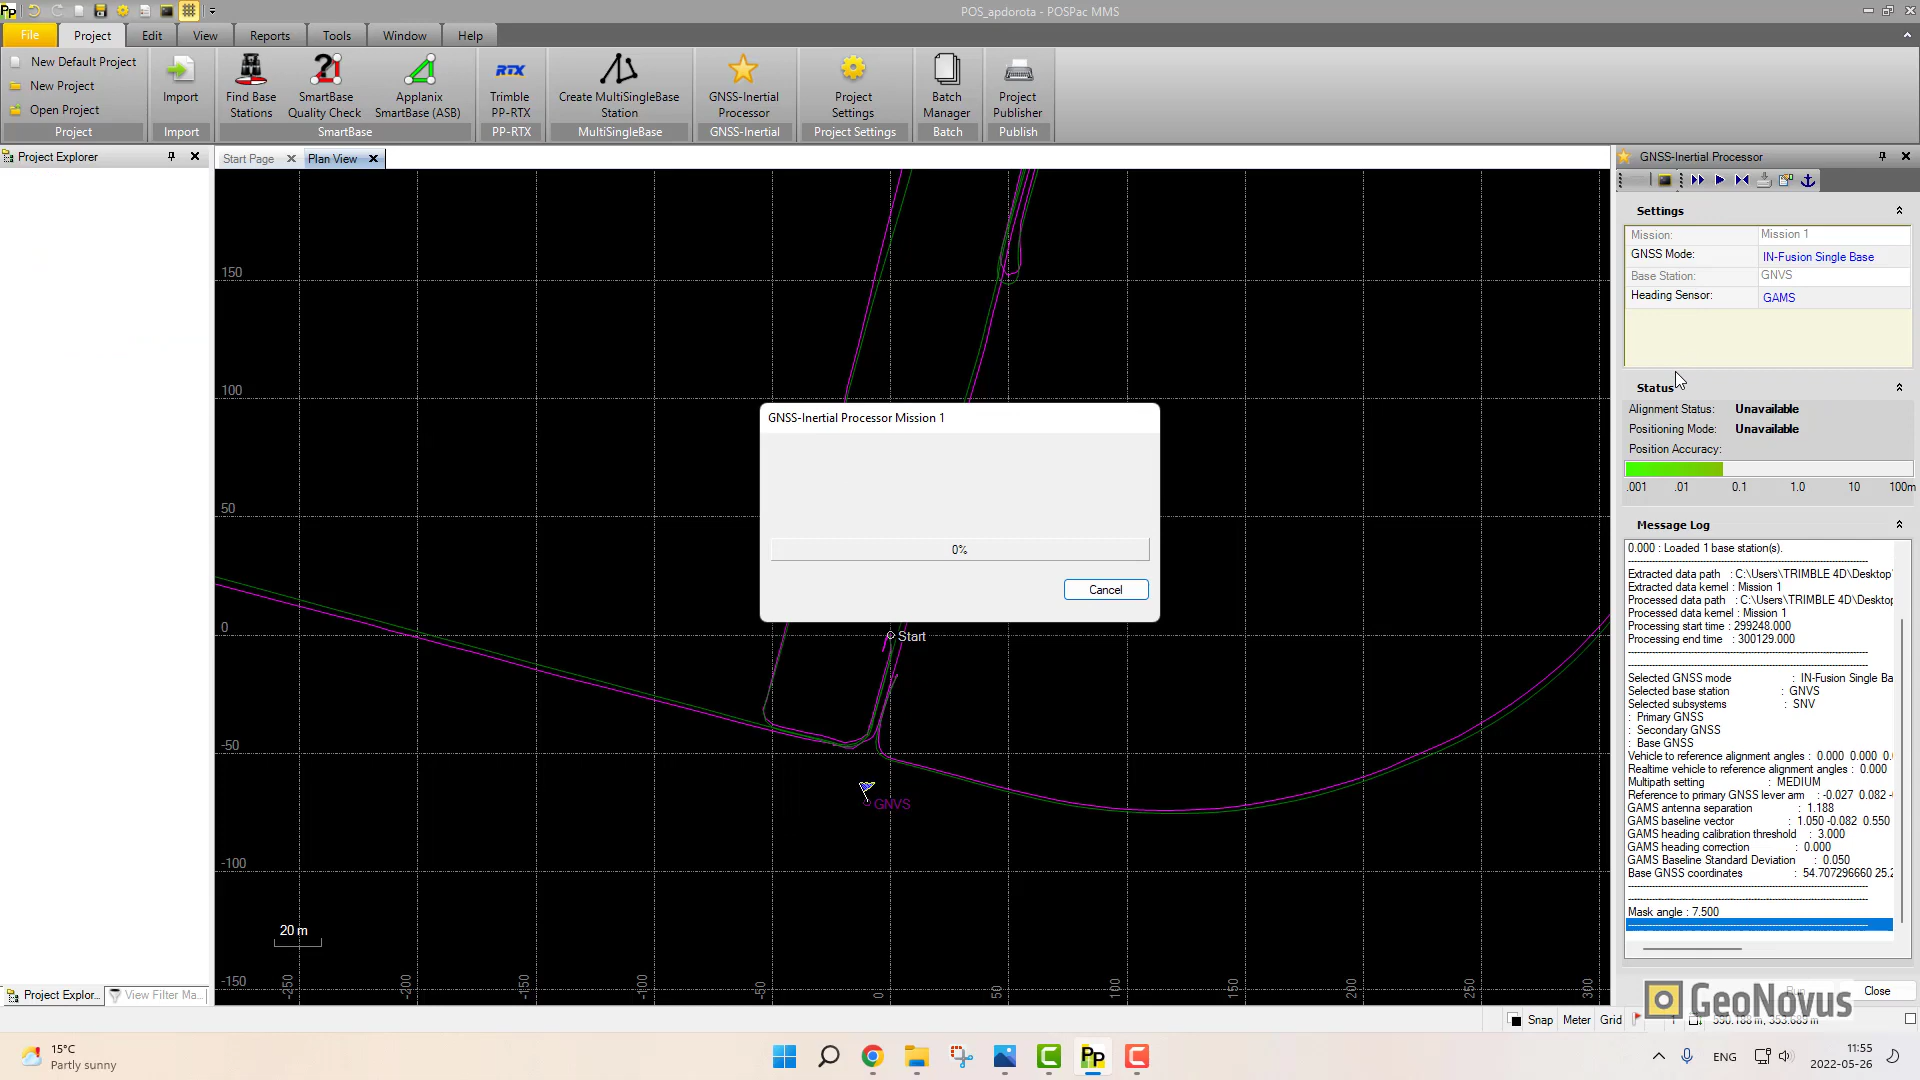 POS_apdorota - POSPac MMS
File
Project
Edit
View
Reports
Tools
Window
Help
New Default Project
New Project
Open Project
Project
Import
Import
Find Base
Stations
SmartBase
Quality Check
Applanix
SmartBase (ASB)
SmartBase
RTX
Trimble
PP-RTX
PP-RTX
Create MultiSingleBase
Station
MultiSingleBase
GNSS-Inertial
Processor
GNSS-Inertial
Project
Settings
Project Settings
Batch
Manager
Batch
Project
Publisher
Publish
Project Explorer
Start Page
Plan View
GNSS-Inertial Processor
Settings
Mission: Mission 1
GNSS Mode: IN-Fusion Single Base
Base Station: GNVS
Heading Sensor: GAMS
Status
Alignment Status: Unavailable
Positioning Mode: Unavailable
Position Accuracy:
.001 .01 0.1 1.0 10 100m
Message Log
0.000 : Loaded 1 base station(s).
Extracted data path : C:\Users\TRIMBLE 4D\Desktop
Extracted data kernel : Mission 1
Processed data path : C:\Users\TRIMBLE 4D\Desktop
Processed data kernel : Mission 1
Processing start time : 299248.000
Processing end time : 300129.000
Selected GNSS mode : IN-Fusion Single Ba
Selected base station : GNVS
Selected subsystems : SNV
: Primary GNSS
: Secondary GNSS
: Base GNSS
Vehicle to reference alignment angles : 0.000 0.000 0.
Realtime vehicle to reference alignment angles : 0.000
Multipath setting : MEDIUM
Reference to primary GNSS lever arm : -0.027 0.082 -
GAMS antenna separation : 1.188
GAMS baseline vector : 1.050 -0.082 0.550
GAMS heading calibration threshold : 3.000
GAMS heading correction : 0.000
GAMS Baseline Standard Deviation : 0.050
Base GNSS coordinates : 54.707296660 25.2
Mask angle : 7.500
Close
GNSS-Inertial Processor Mission 1
0%
Cancel
150
100
50
0
-50
-100
-150
Start
GNVS
20 m
-250
-200
-150
-100
-50
0
50
100
150
200
250
300
Project Explor...
View Filter Ma...
GeoNovus
Snap Meter Grid
15°C
Partly sunny
ENG
11:55
2022-05-26